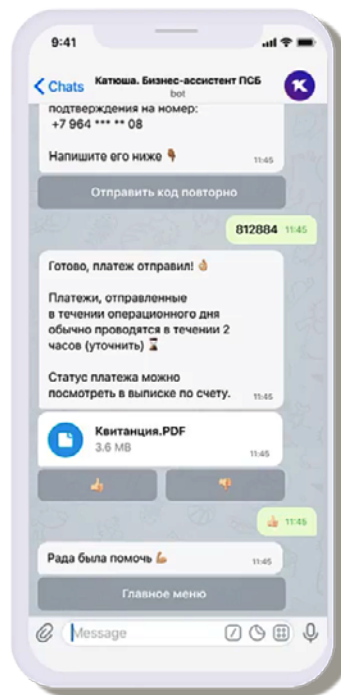 9:41
Chats
Катюша. Бизнес-ассистент ПСБ
bot
подтверждения на номер:
+7 964 *** ** 08
Напишите его ниже
11:45
Отправить код повторно
812884 11:45
Готово, платеж отправил!
Платежи, отправленные
в течении операционного дня
обычно проводятся в течении 2
часов (уточнить)
Статус платежа можно
посмотреть в выписке по счету.
11:45
Квитанция.PDF
3.6 MB
11:45
11:45
Рада была помочь
11:45
Главное меню
Message